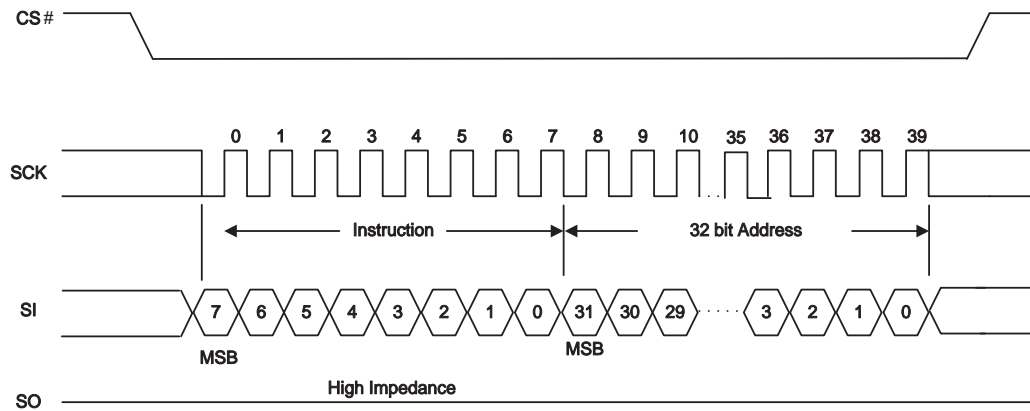 CS#
0 1 2 3 4 5 6 7 8 9 10 35 36 37 38 39
SCK
Instruction 32 bit Address
SI 7 6 5 4 3 2 1 0 31 30 29 3 2 1 0
MSB MSB
High Impedance
SO